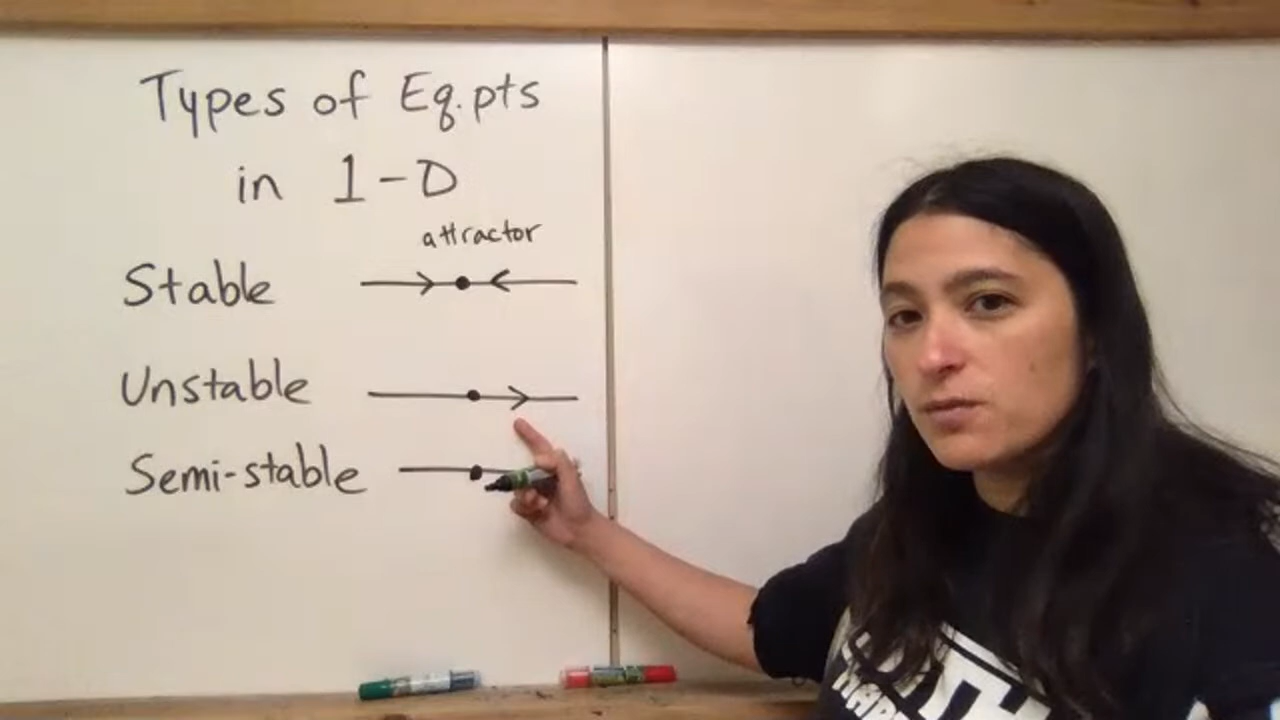 Types of Eq.pts
in 1-D
attractor
Stable
Unstable
Semi-stable